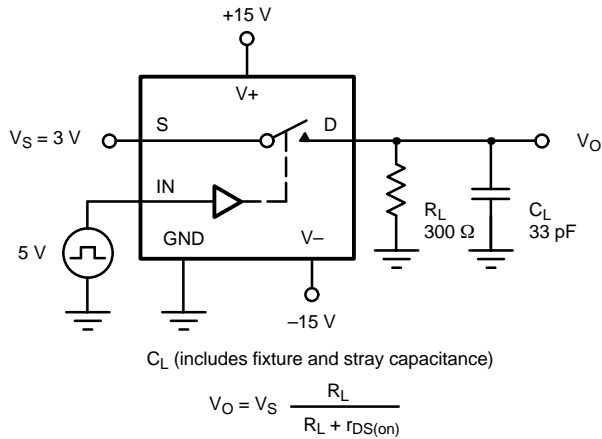 +15 V
V+
V_S = 3 V
S
D
V_O
IN
R_L
300 Ω
C_L
33 pF
5 V
GND
V–
–15 V
C_L (includes fixture and stray capacitance)
V_O = V_S R_L / R_L + r_DS(on)